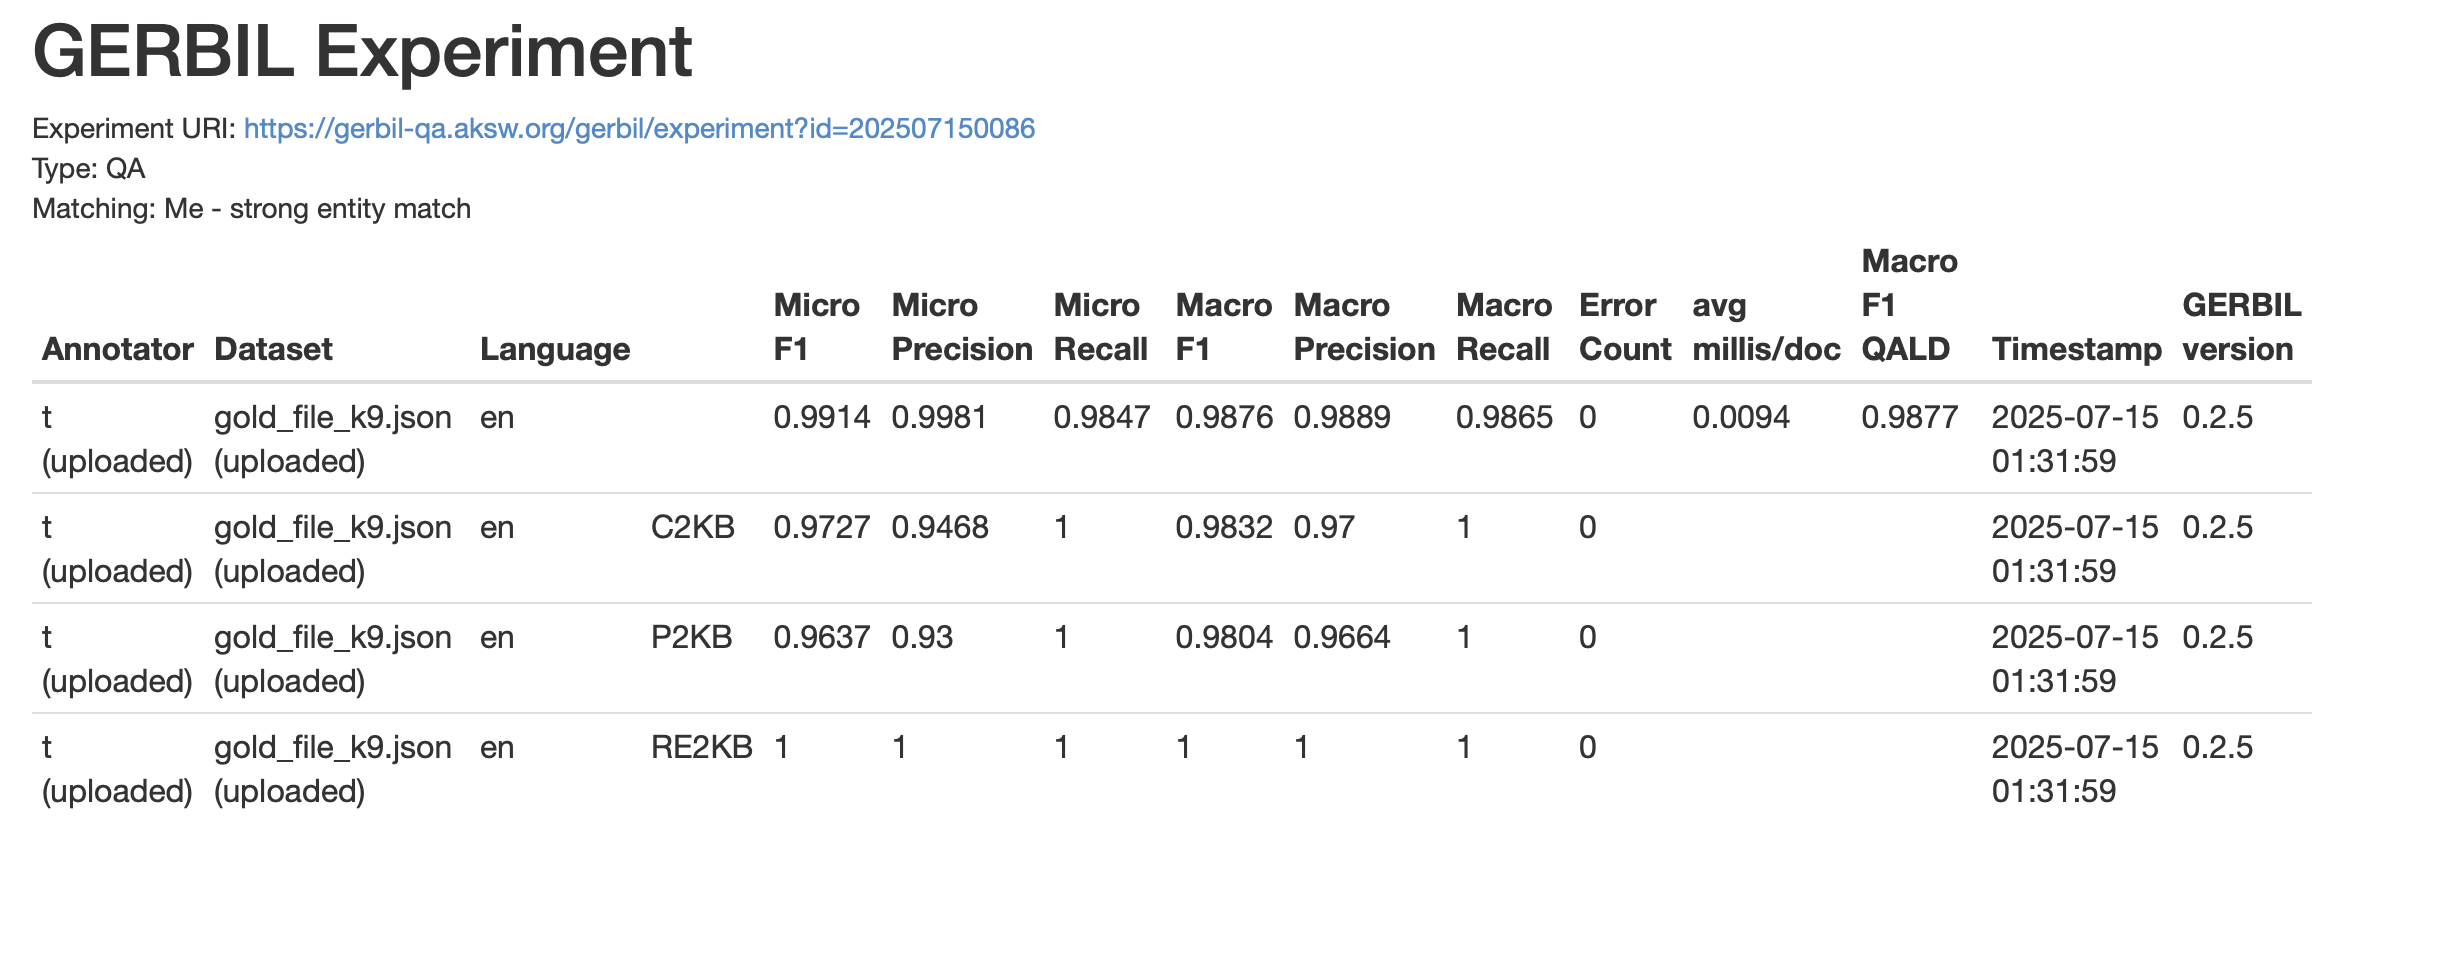 GERBIL Experiment
Experiment URI: https://gerbil-qa.aksw.org/gerbil/experiment?id=202507150086
Type: QA
Matching: Me - strong entity match
Annotator Dataset Language Micro F1 Micro Precision Micro Recall Macro F1 Macro Precision Macro Recall Error Count avg millis/doc Macro F1 QALD Timestamp GERBIL version
t (uploaded) gold_file_k9.json (uploaded) en 0.9914 0.9981 0.9847 0.9876 0.9889 0.9865 0 0.0094 0.9877 2025-07-15 01:31:59 0.2.5
t (uploaded) gold_file_k9.json (uploaded) en C2KB 0.9727 0.9468 1 0.9832 0.97 1 0 2025-07-15 01:31:59 0.2.5
t (uploaded) gold_file_k9.json (uploaded) en P2KB 0.9637 0.93 1 0.9804 0.9664 1 0 2025-07-15 01:31:59 0.2.5
t (uploaded) gold_file_k9.json (uploaded) en RE2KB 1 1 1 1 1 1 0 2025-07-15 01:31:59 0.2.5